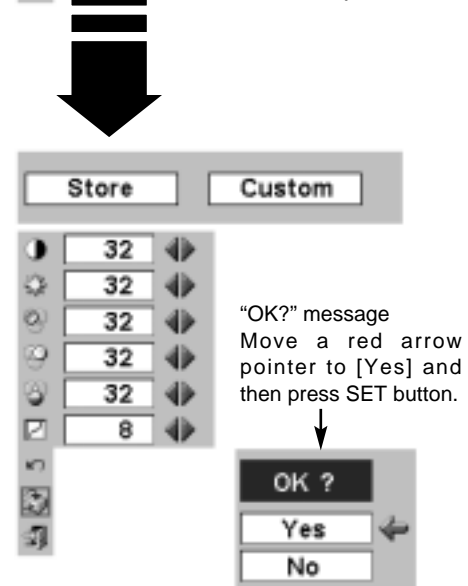 Store Custom
32
32
32
32
32
8
“OK?” message
Move a red arrow
pointer to [Yes] and
then press SET button.
OK ?
Yes
No